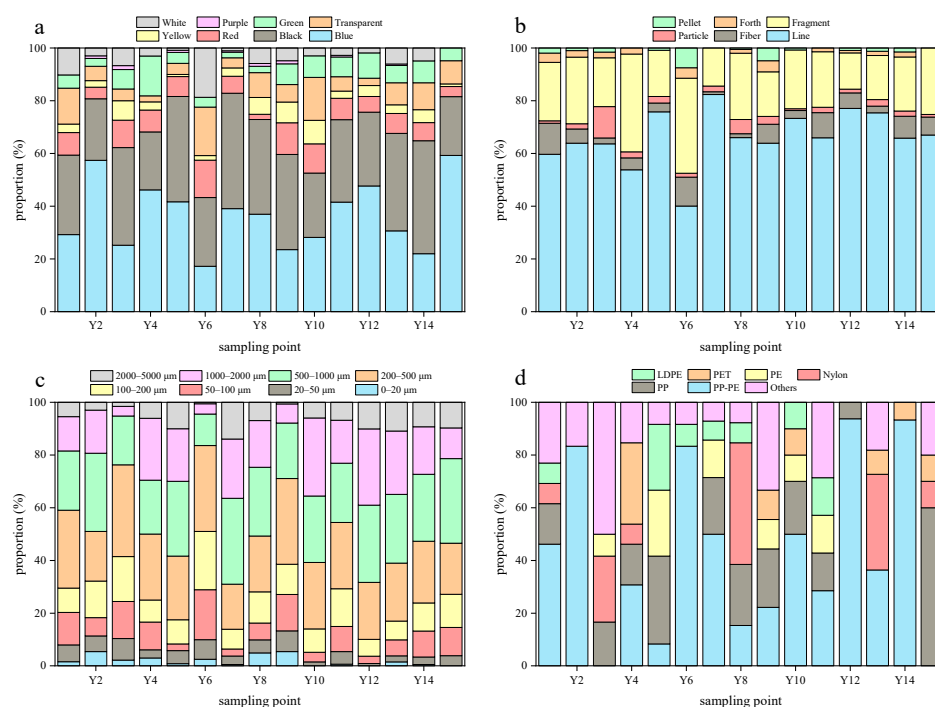 White Purple Green Transparent
Yellow Red Black Blue
a
100
80
60
40
20
0
proportion (%)
Y2 Y4 Y6 Y8 Y10 Y12 Y14
sampling point
Pellet Forth Fragment
Particle Fiber Line
b
100
80
60
40
20
0
proportion (%)
Y2 Y4 Y6 Y8 Y10 Y12 Y14
sampling point
2000–5000 μm 1000–2000 μm 500–1000 μm 200–500 μm
100–200 μm 50–100 μm 20–50 μm 0–20 μm
c
100
80
60
40
20
0
proportion (%)
Y2 Y4 Y6 Y8 Y10 Y12 Y14
sampling point
LDPE PET PE Nylon
PP PP-PE Others
d
100
80
60
40
20
0
proportion (%)
Y2 Y4 Y6 Y8 Y10 Y12 Y14
sampling point